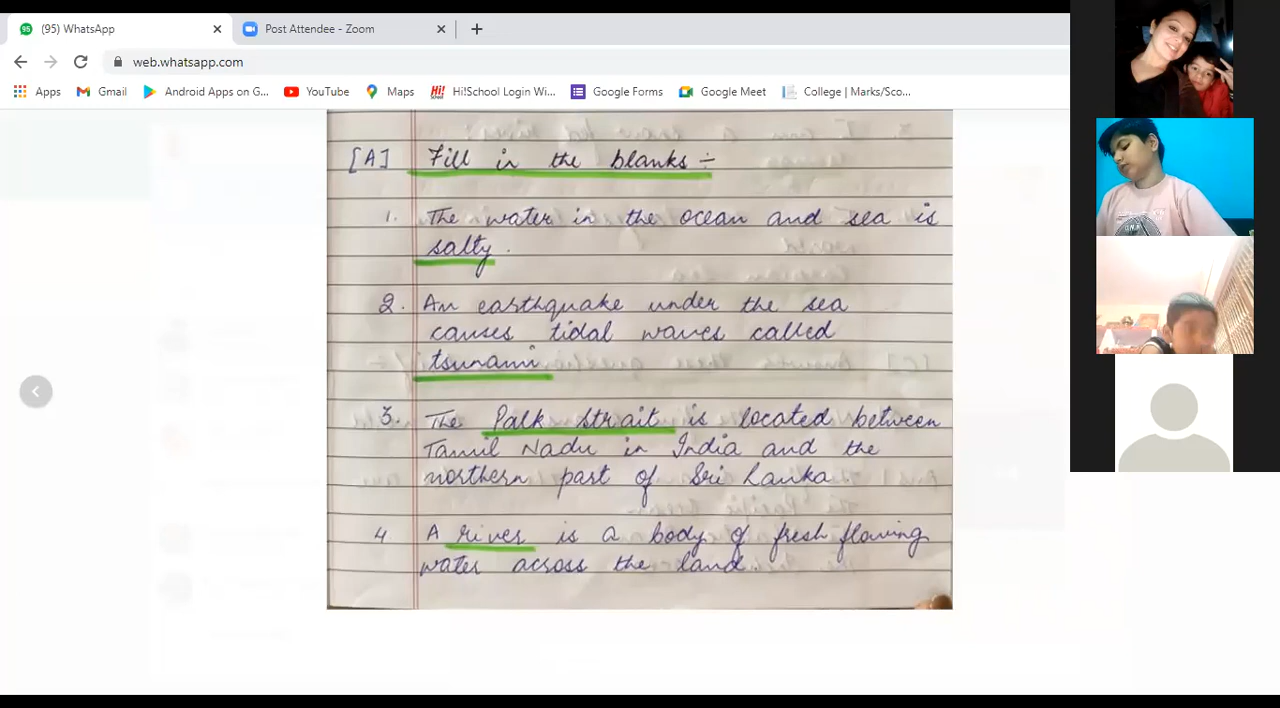 (95) WhatsApp
Post Attendee - Zoom
web.whatsapp.com
Apps Gmail Android Apps on G... YouTube Maps Hi!School Login Wi... Google Forms Google Meet College | Marks/Sco...
[A] Fill in the blanks ÷
1. The water in the ocean and sea is
salty.
2. An earthquake under the sea
causes tidal waves called
tsunami
3. The Palk Strait is located between
Tamil Nadu in India and the
northern part of Sri Lanka.
4 A river is a body of fresh flowing
water across the land.